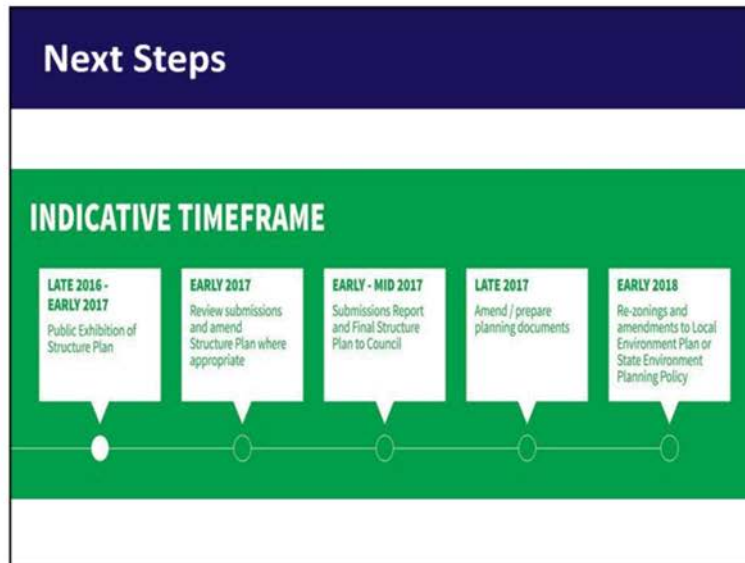 Next Steps
INDICATIVE TIMEFRAME
LATE 2016 -
EARLY 2017
Public Exhibition of
Structure Plan
EARLY 2017
Review submissions
and amend
Structure Plan where
appropriate
EARLY - MID 2017
Submissions Report
and Final Structure
Plan to Council
LATE 2017
Amend / prepare
planning documents
EARLY 2018
Re-zonings and
amendments to Local
Environment Plan or
State Environment
Planning Policy